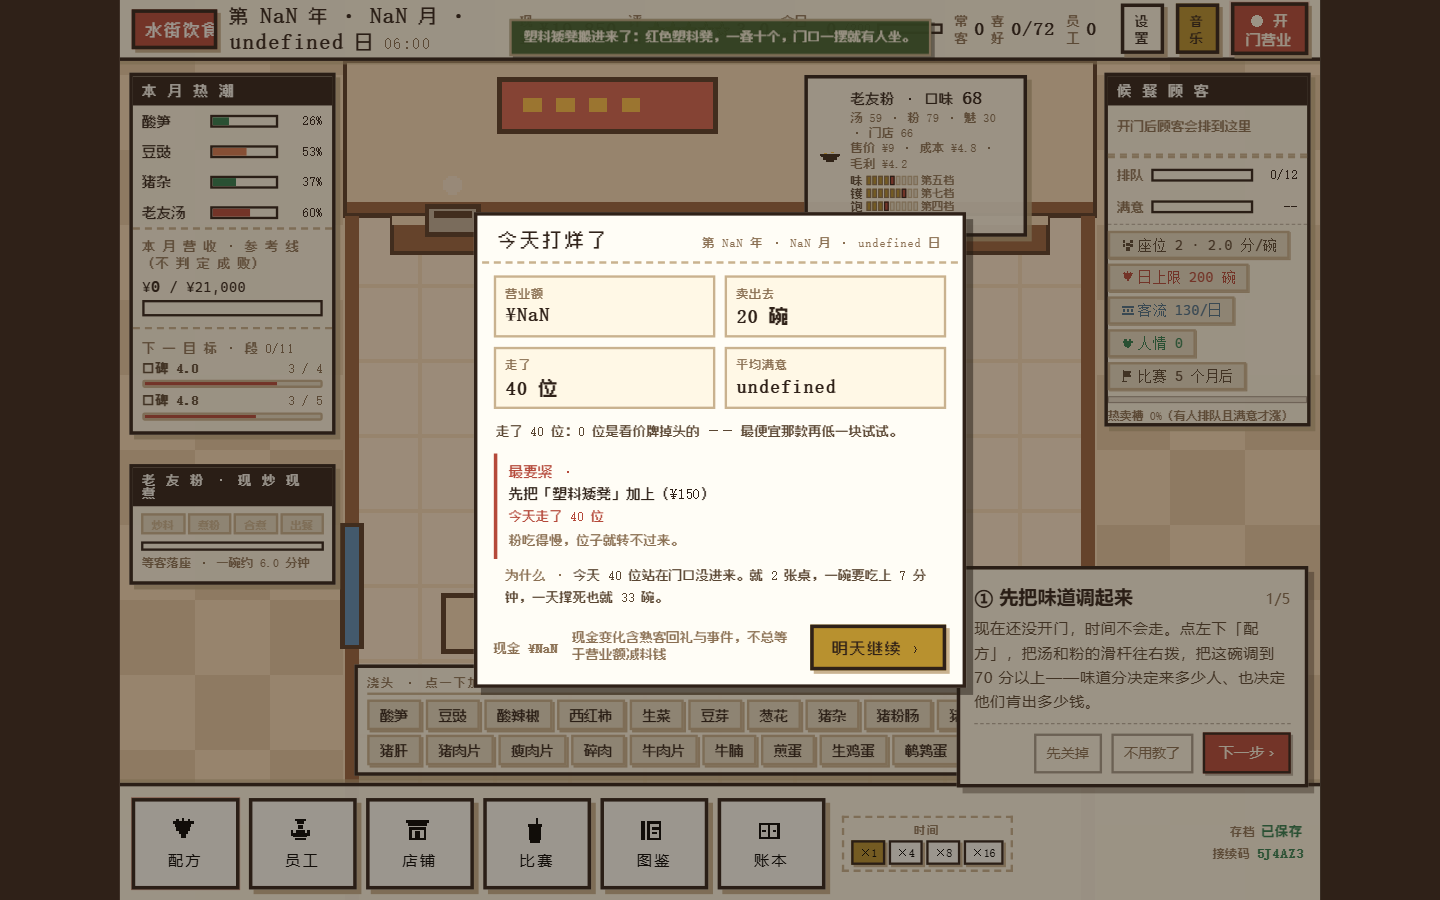 水街饮食
第 NaN 年 · NaN 月 ·
undefined 日 06:00
塑料矮凳搬进来了：红色塑料凳，一叠十个，门口一摆就有人坐。
常客 0
喜好 0/72
员工 0
设置
音乐
开门营业
本月热潮
酸笋 26%
豆豉 53%
猪杂 37%
老友汤 60%
本月营收 · 参考线
（不判定成败）
¥0 / ¥21,000
下一目标 · 段 0/11
口碑 4.0 3 / 4
口碑 4.8 3 / 5
老友粉 · 现炒现
煮
炒料 煮粉 合煮 出餐
等客落座 · 一碗约 6.0 分钟
老友粉 · 口味 68
汤 59 · 粉 79 · 魅 30
· 门店 66
售价 ¥9 · 成本 ¥4.8 ·
毛利 ¥4.2
味 第五档
镬 第七档
饱 第四档
候餐顾客
开门后顾客会排到这里
排队 0/12
满意 --
座位 2 · 2.0 分/碗
日上限 200 碗
客流 130/日
人情 0
比赛 5 个月后
热卖槽 0%（有人排队且满意才涨）
今天打烊了
第 NaN 年 · NaN 月 · undefined 日
营业额
¥NaN
卖出去
20 碗
走了
40 位
平均满意
undefined
走了 40 位：0 位是看价牌掉头的 —— 最便宜那款再低一块试试。
最要紧 ·
先把「塑料矮凳」加上（¥150）
今天走了 40 位
粉吃得慢，位子就转不过来。
为什么 · 今天 40 位站在门口没进来。就 2 张桌，一碗要吃上 7 分
钟，一天撑死也就 33 碗。
现金 ¥NaN
现金变化含熟客回礼与事件，不总等
于营业额减料钱
明天继续 ›
① 先把味道调起来 1/5
现在还没开门，时间不会走。点左下「配
方」，把汤和粉的滑杆往右拨，把这碗调到
70 分以上——味道分决定来多少人、也决定
他们肯出多少钱。
先关掉 不用教了 下一步 ›
浇头 · 点一下加
酸笋 豆豉 酸辣椒 西红柿 生菜 豆芽 葱花 猪杂 猪粉肠
猪肝 猪肉片 瘦肉片 碎肉 牛肉片 牛腩 煎蛋 生鸡蛋 鹌鹑蛋
配方 员工 店铺 比赛 图鉴 账本
时间
×1 ×4 ×8 ×16
存档 已保存
接续码 5J4AZ3